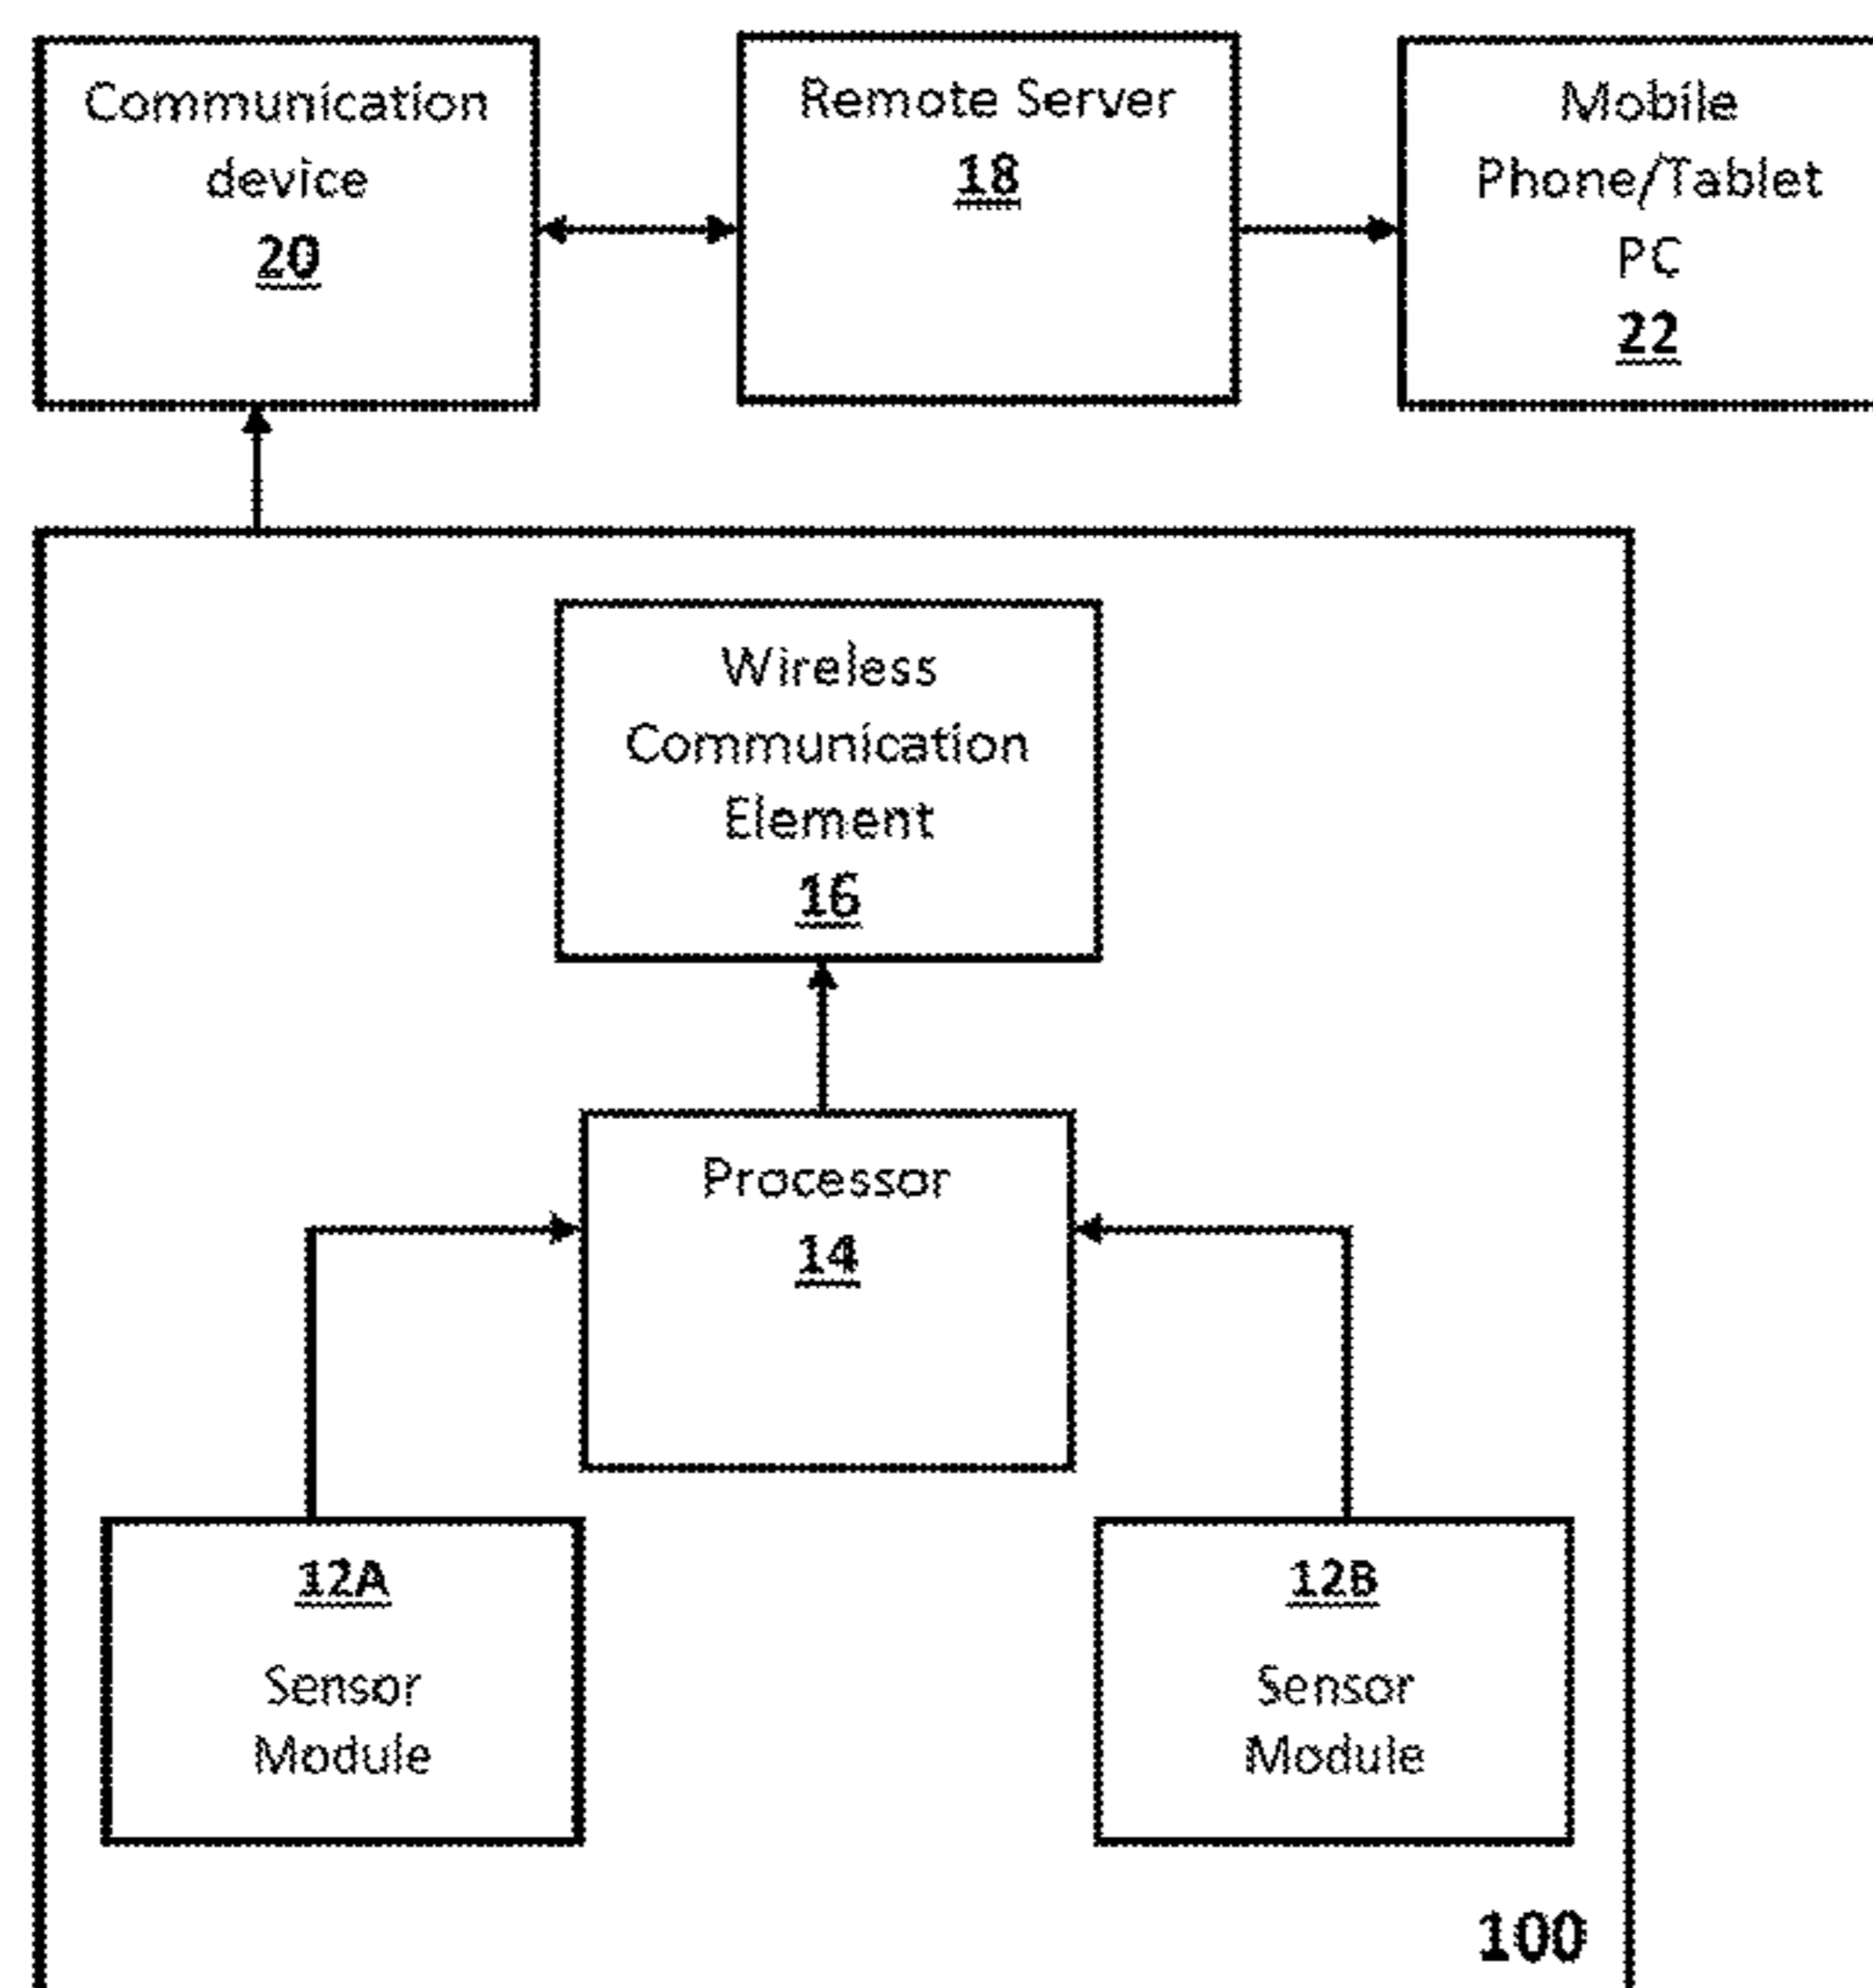 Communication
device
20
Remote Server
18
Mobile
Phone/Tablet
PC
22
Wireless
Communication
Element
16
Processor
14
12A
Sensor
Module
12B
Sensor
Module
100